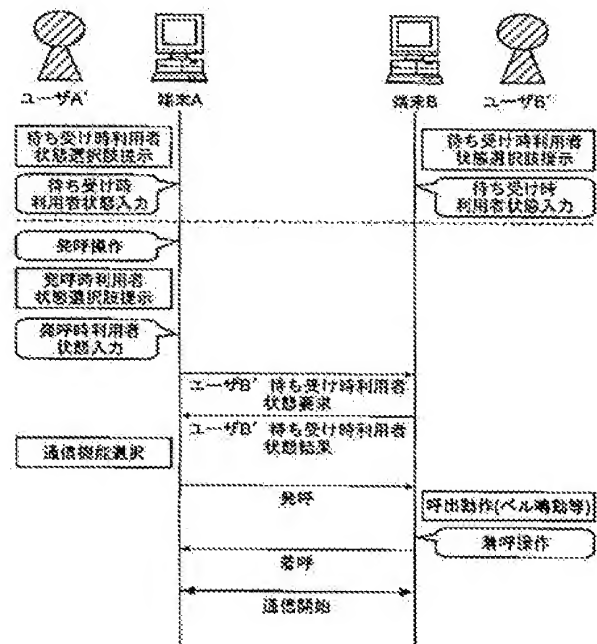 ユーザA'
端末A
端末B
ユーザB'
待ち受け時利用者
状態選択肢提示
待ち受け時利用者
状態選択肢提示
待ち受け時
利用者状態入力
待ち受け時
利用者状態入力
発呼操作
発呼時利用者
状態選択肢提示
発呼時利用者
状態入力
ユーザB' 待ち受け時利用者
状態要求
ユーザB' 待ち受け時利用者
状態結果
通信機能選択
発呼
呼出動作(ベル鳴動等)
着呼操作
着呼
通信開始